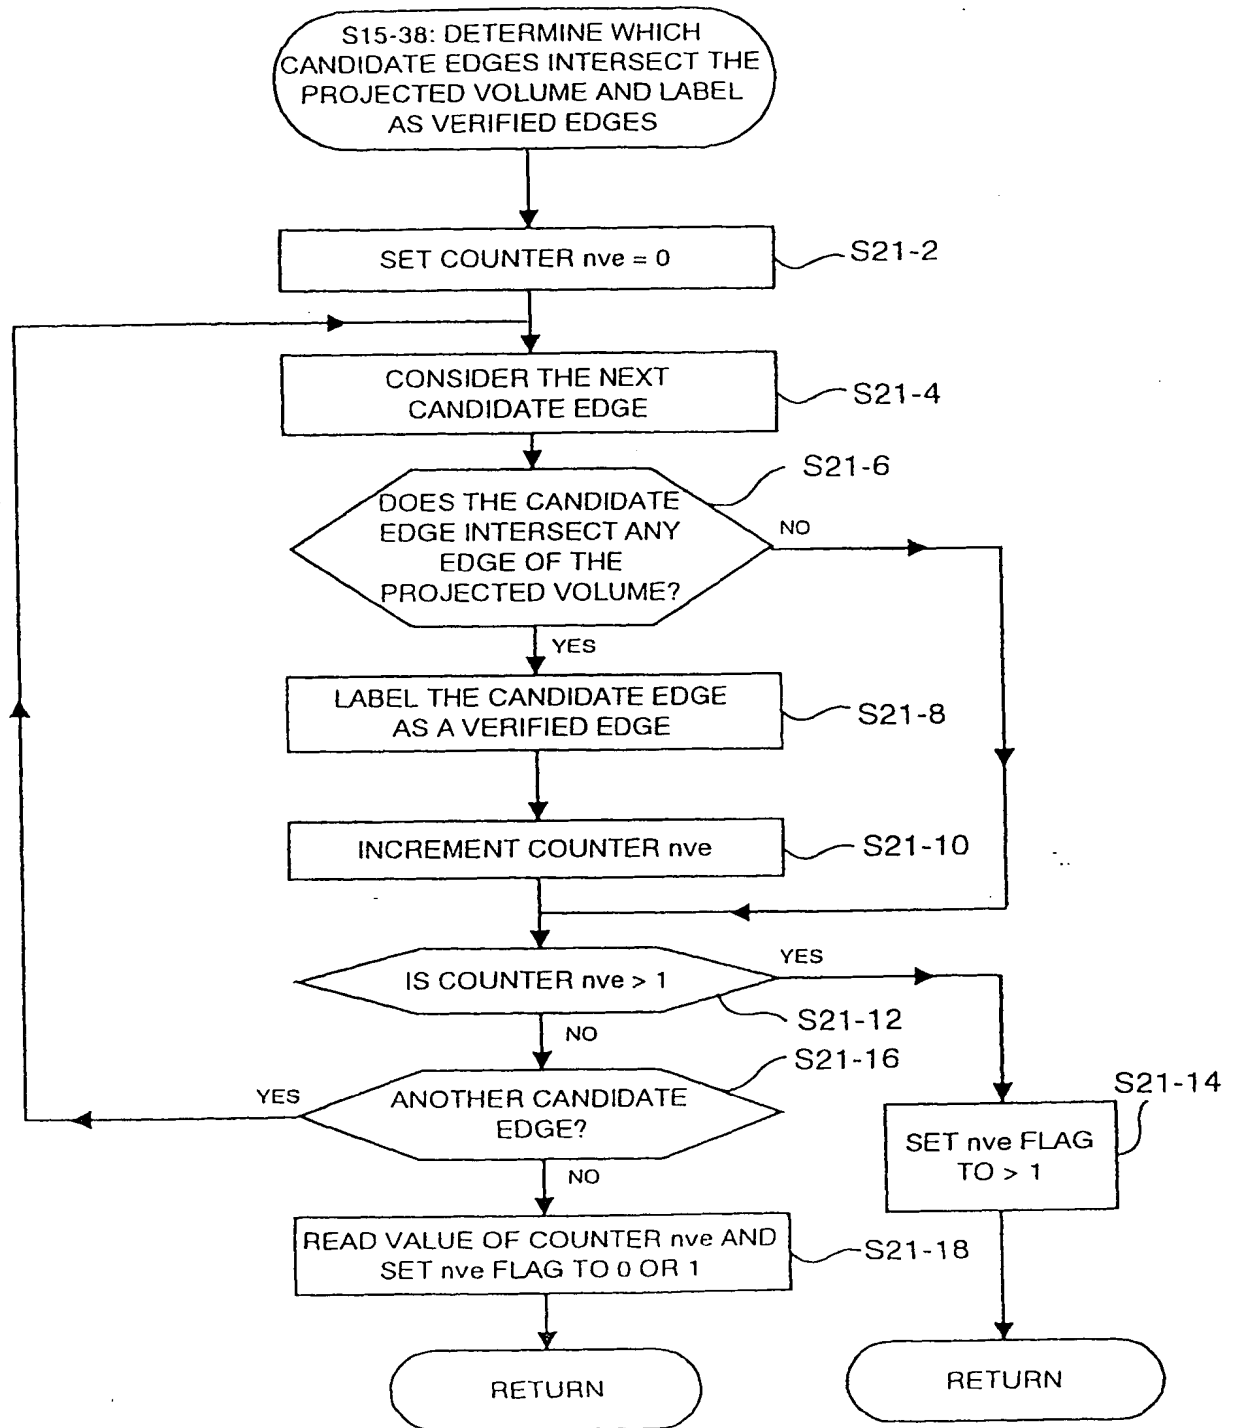 S15-38: DETERMINE WHICH
CANDIDATE EDGES INTERSECT THE
PROJECTED VOLUME AND LABEL
AS VERIFIED EDGES
SET COUNTER nve = 0
S21-2
CONSIDER THE NEXT
CANDIDATE EDGE
S21-4
S21-6
DOES THE CANDIDATE
EDGE INTERSECT ANY
EDGE OF THE
PROJECTED VOLUME?
NO
YES
LABEL THE CANDIDATE EDGE
AS A VERIFIED EDGE
S21-8
INCREMENT COUNTER nve
S21-10
IS COUNTER nve > 1
YES
S21-12
NO
S21-16
ANOTHER CANDIDATE
EDGE?
YES
NO
S21-14
SET nve FLAG
TO > 1
READ VALUE OF COUNTER nve AND
SET nve FLAG TO 0 OR 1
S21-18
RETURN
RETURN